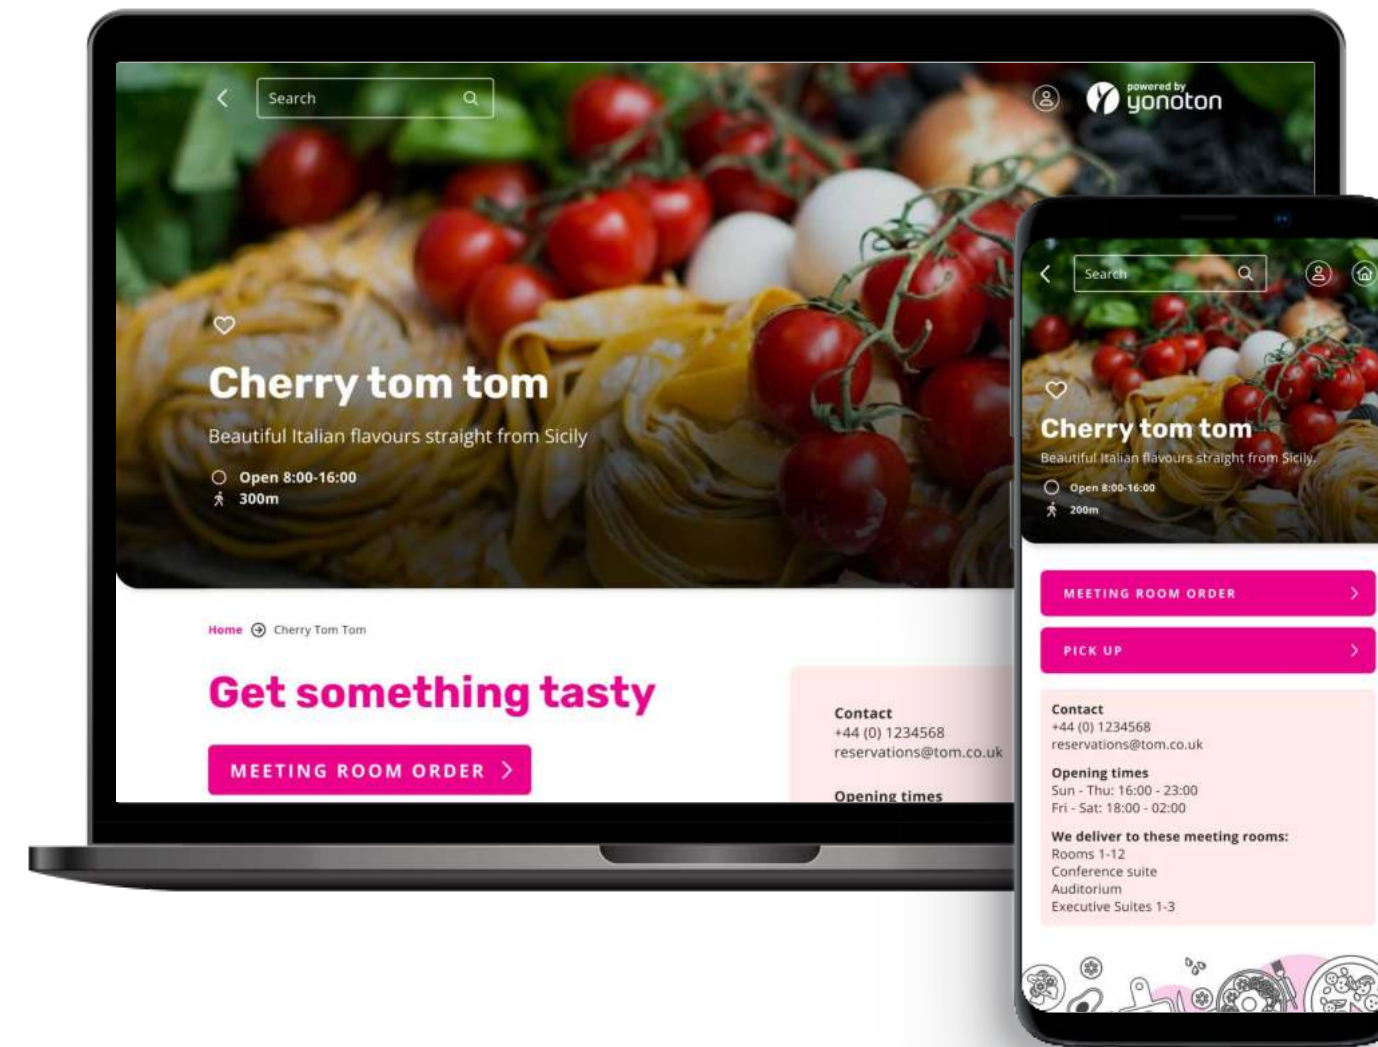 Search
powered by
yonoton
Cherry tom tom
Beautiful Italian flavours straight from Sicily
Open 8:00-16:00
300m
Home Cherry Tom Tom
Get something tasty
MEETING ROOM ORDER
Contact
+44 (0) 1234568
reservations@tom.co.uk
Opening times
Search
Cherry tom tom
Beautiful Italian flavours straight from Sicily.
Open 8:00-16:00
200m
MEETING ROOM ORDER
PICK UP
Contact
+44 (0) 1234568
reservations@tom.co.uk
Opening times
Sun - Thu: 16:00 - 23:00
Fri - Sat: 18:00 - 02:00
We deliver to these meeting rooms:
Rooms 1-12
Conference suite
Auditorium
Executive Suites 1-3